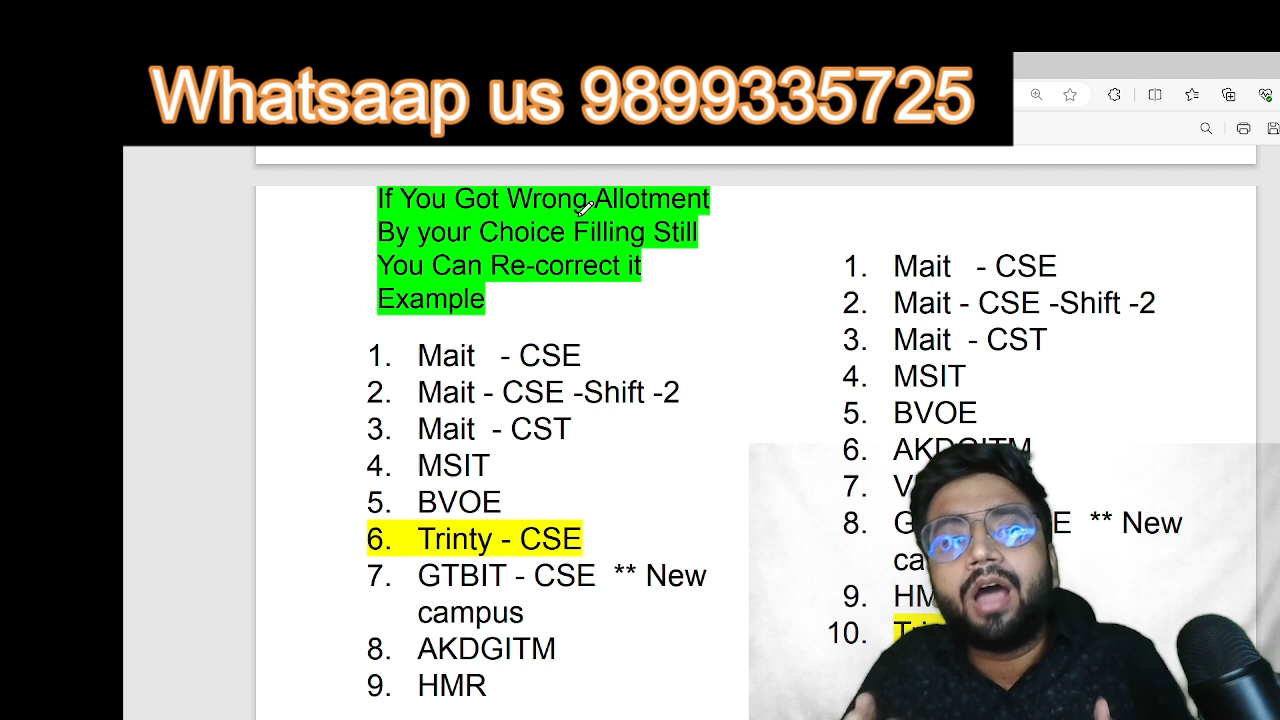 Whatsaap us 9899335725
If You Got Wrong Allotment
By your Choice Filling Still
You Can Re-correct it
Example
1. Mait - CSE
2. Mait - CSE -Shift -2
3. Mait - CST
4. MSIT
5. BVOE
6. Trinty - CSE
7. GTBIT - CSE ** New
campus
8. AKDGITM
9. HMR
1. Mait - CSE
2. Mait - CSE -Shift -2
3. Mait - CST
4. MSIT
5. BVOE
6. AKDGITM
7.
8. ** New
9.
10.